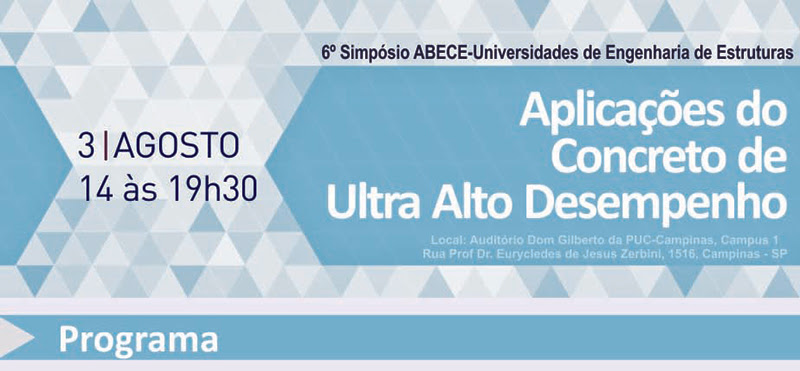 6º Simpósio ABECE-Universidades de Engenharia de Estruturas
3|AGOSTO
14 às 19h30
Aplicações do
Concreto de
Ultra Alto Desempenho
Local: Auditório Dom Gilberto da PUC-Campinas, Campus 1
Rua Prof Dr. Eurycledes de Jesus Zerbini, 1516, Campinas - SP
Programa